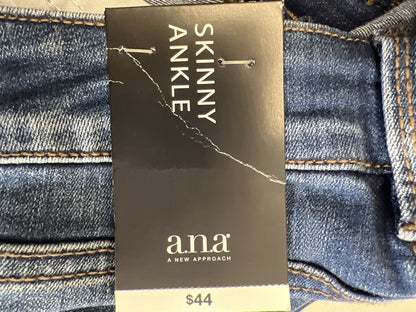 SKINNY
ANKLE
a.n.a
A NEW APPROACH
$44